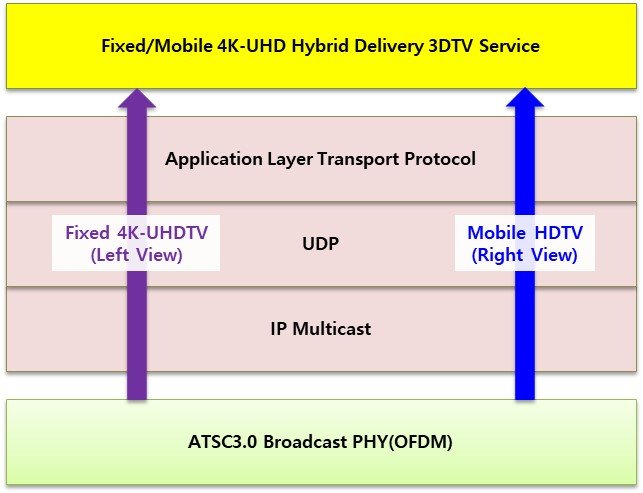 Fixed/Mobile 4K-UHD Hybrid Delivery 3DTV Service
Application Layer Transport Protocol
Fixed 4K-UHDTV
(Left View)
UDP
Mobile HDTV
(Right View)
IP Multicast
ATSC3.0 Broadcast PHY(OFDM)